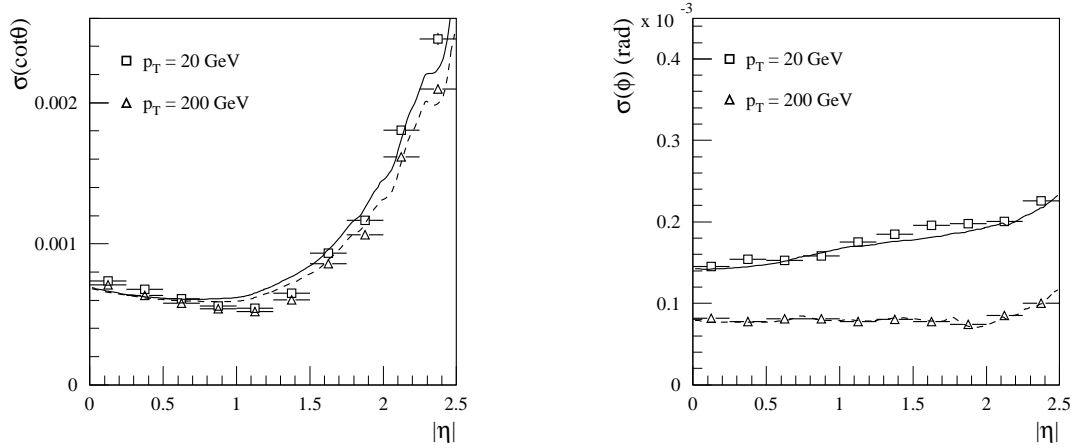 σ(cotθ)
p_T = 20 GeV
p_T = 200 GeV
0.002
0.001
0
0 0.5 1 1.5 2 2.5
|η|
x 10^-3
σ(ϕ) (rad)
p_T = 20 GeV
p_T = 200 GeV
0.4
0.3
0.2
0.1
0
0 0.5 1 1.5 2 2.5
|η|